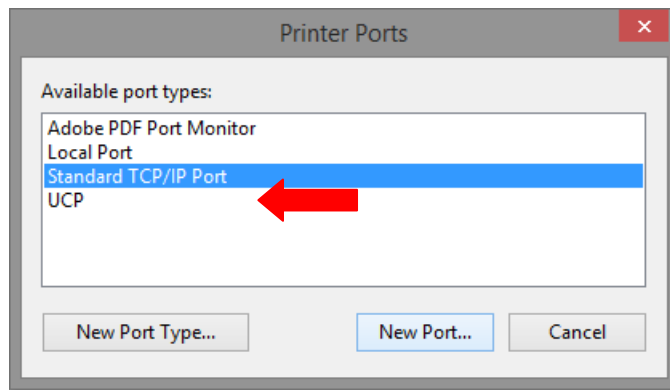 Printer Ports
Available port types:
Adobe PDF Port Monitor
Local Port
Standard TCP/IP Port
UCP
New Port Type...
New Port...
Cancel